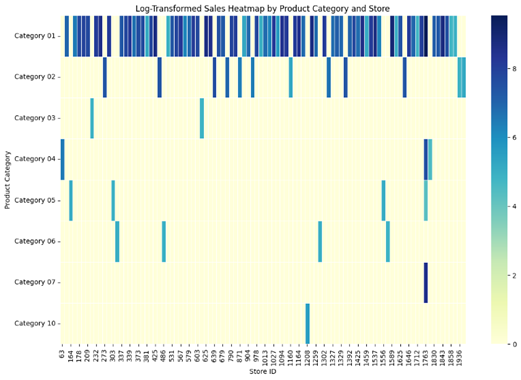 Log-Transformed Sales Heatmap by Product Category and Store
Category 01
Category 02
Category 03
Category 04
Category 05
Category 06
Category 07
Category 10
Product Category
63 164 178 209 232 273 303 337 339 373 381 425 486 531 567 579 603 625 639 679 790 871 904 978 1013 1027 1094 1160 1164 1208 1259 1302 1327 1329 1392 1425 1459 1537 1556 1589 1625 1646 1712 1763 1830 1843 1858 1936
Store ID
8
6
4
2
0